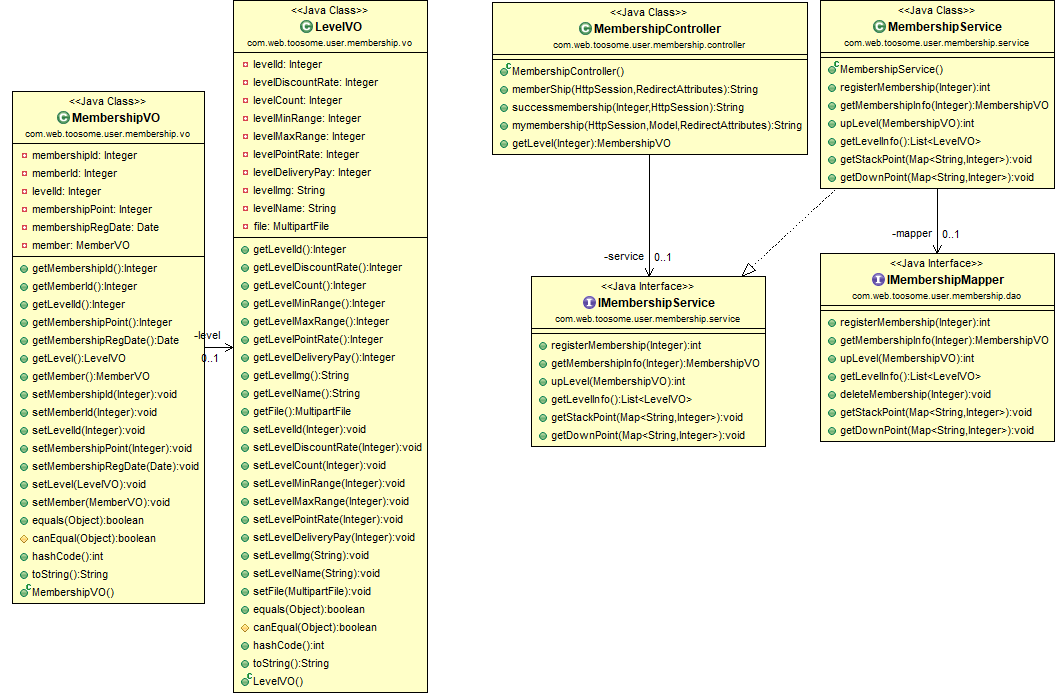 <<Java Class>>
MembershipVO
com.web.toosome.user.membership.vo
membershipId: Integer
memberId: Integer
levelId: Integer
membershipPoint: Integer
membershipRegDate: Date
member: MemberVO
getMembershipId():Integer
getMemberId():Integer
getLevelId():Integer
getMembershipPoint():Integer
getMembershipRegDate():Date
getLevel():LevelVO
getMember():MemberVO
setMembershipId(Integer):void
setMemberId(Integer):void
setLevelId(Integer):void
setMembershipPoint(Integer):void
setMembershipRegDate(Date):void
setLevel(LevelVO):void
setMember(MemberVO):void
equals(Object):boolean
canEqual(Object):boolean
hashCode():int
toString():String
MembershipVO()
-level
0..1
<<Java Class>>
LevelVO
com.web.toosome.user.membership.vo
levelId: Integer
levelDiscountRate: Integer
levelCount: Integer
levelMinRange: Integer
levelMaxRange: Integer
levelPointRate: Integer
levelDeliveryPay: Integer
levelImg: String
levelName: String
file: MultipartFile
getLevelId():Integer
getLevelDiscountRate():Integer
getLevelCount():Integer
getLevelMinRange():Integer
getLevelMaxRange():Integer
getLevelPointRate():Integer
getLevelDeliveryPay():Integer
getLevelImg():String
getLevelName():String
getFile():MultipartFile
setLevelId(Integer):void
setLevelDiscountRate(Integer):void
setLevelCount(Integer):void
setLevelMinRange(Integer):void
setLevelMaxRange(Integer):void
setLevelPointRate(Integer):void
setLevelDeliveryPay(Integer):void
setLevelImg(String):void
setLevelName(String):void
setFile(MultipartFile):void
equals(Object):boolean
canEqual(Object):boolean
hashCode():int
toString():String
LevelVO()
<<Java Class>>
MembershipController
com.web.toosome.user.membership.controller
MembershipController()
memberShip(HttpSession,RedirectAttributes):String
successmembership(Integer,HttpSession):String
mymembership(HttpSession,Model,RedirectAttributes):String
getLevel(Integer):MembershipVO
-service
0..1
<<Java Interface>>
IMembershipService
com.web.toosome.user.membership.service
registerMembership(Integer):int
getMembershipInfo(Integer):MembershipVO
upLevel(MembershipVO):int
getLevelInfo():List<LevelVO>
getStackPoint(Map<String,Integer>):void
getDownPoint(Map<String,Integer>):void
<<Java Class>>
MembershipService
com.web.toosome.user.membership.service
MembershipService()
registerMembership(Integer):int
getMembershipInfo(Integer):MembershipVO
upLevel(MembershipVO):int
getLevelInfo():List<LevelVO>
getStackPoint(Map<String,Integer>):void
getDownPoint(Map<String,Integer>):void
-mapper
0..1
<<Java Interface>>
IMembershipMapper
com.web.toosome.user.membership.dao
registerMembership(Integer):int
getMembershipInfo(Integer):MembershipVO
upLevel(MembershipVO):int
getLevelInfo():List<LevelVO>
deleteMembership(Integer):void
getStackPoint(Map<String,Integer>):void
getDownPoint(Map<String,Integer>):void